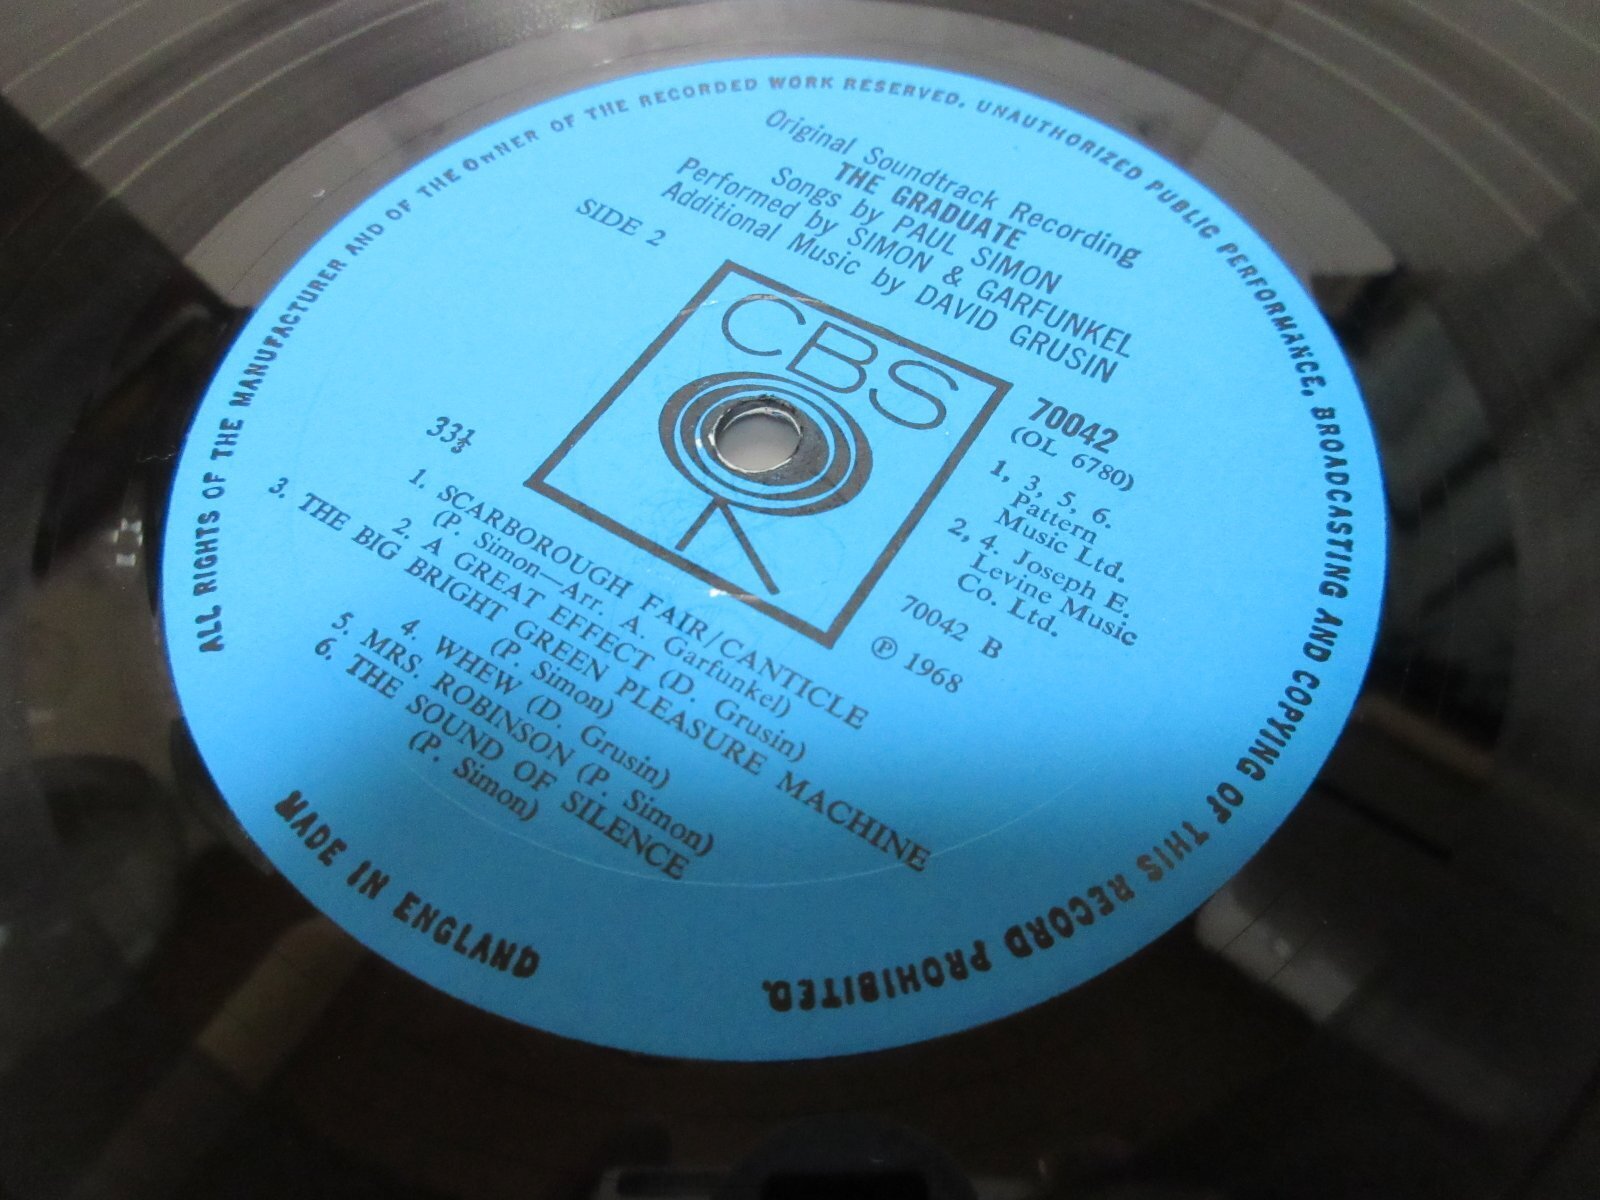 ALL RIGHTS OF THE MANUFACTURER AND OF THE OWNER OF THE RECORDED WORK RESERVED. UNAUTHORIZED PUBLIC PERFORMANCE, BROADCASTING AND COPYING OF THIS RECORD PROHIBITED.
Original Soundtrack Recording
THE GRADUATE
Songs by PAUL SIMON
Performed by SIMON & GARFUNKEL
Additional Music by DAVID GRUSIN
SIDE 2
CBS
33⅓
70042
(OL 6780)
1, 3, 5, 6.
Pattern
Music Ltd.
2, 4. Joseph E.
Levine Music
Co. Ltd.
70042 B
℗ 1968
1. SCARBOROUGH FAIR/CANTICLE
(P. Simon—Arr. A. Garfunkel)
2. A GREAT EFFECT (D. Grusin)
3. THE BIG BRIGHT GREEN PLEASURE MACHINE
(P. Simon)
4. WHEW (D. Grusin)
5. MRS. ROBINSON (P. Simon)
6. THE SOUND OF SILENCE
(P. Simon)
MADE IN ENGLAND